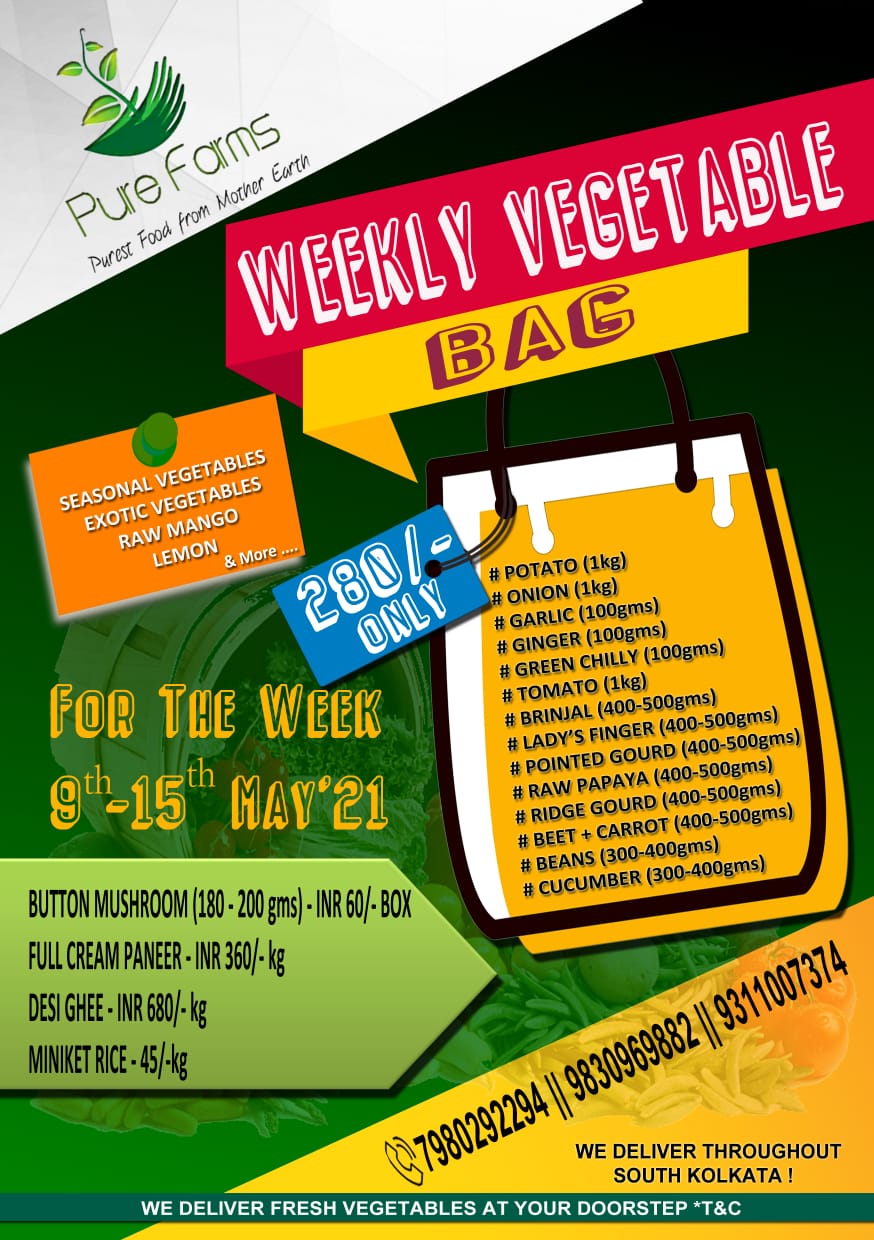 Pure Farms
Purest Food from Mother Earth
WEEKLY VEGETABLE
BAG
SEASONAL VEGETABLES
EXOTIC VEGETABLES
RAW MANGO
LEMON
& More ....
280/-
ONLY
# POTATO (1kg)
# ONION (1kg)
# GARLIC (100gms)
# GINGER (100gms)
# GREEN CHILLY (100gms)
# TOMATO (1kg)
# BRINJAL (400-500gms)
# LADY'S FINGER (400-500gms)
# POINTED GOURD (400-500gms)
# RAW PAPAYA (400-500gms)
# RIDGE GOURD (400-500gms)
# BEET + CARROT (400-500gms)
# BEANS (300-400gms)
# CUCUMBER (300-400gms)
FOR THE WEEK
9th-15th MAY'21
BUTTON MUSHROOM (180 - 200 gms) - INR 60/- BOX
FULL CREAM PANEER - INR 360/- kg
DESI GHEE - INR 680/- kg
MINIKET RICE - 45/-kg
7980292294 || 9830969882 || 9311007374
WE DELIVER THROUGHOUT
SOUTH KOLKATA !
WE DELIVER FRESH VEGETABLES AT YOUR DOORSTEP *T&C